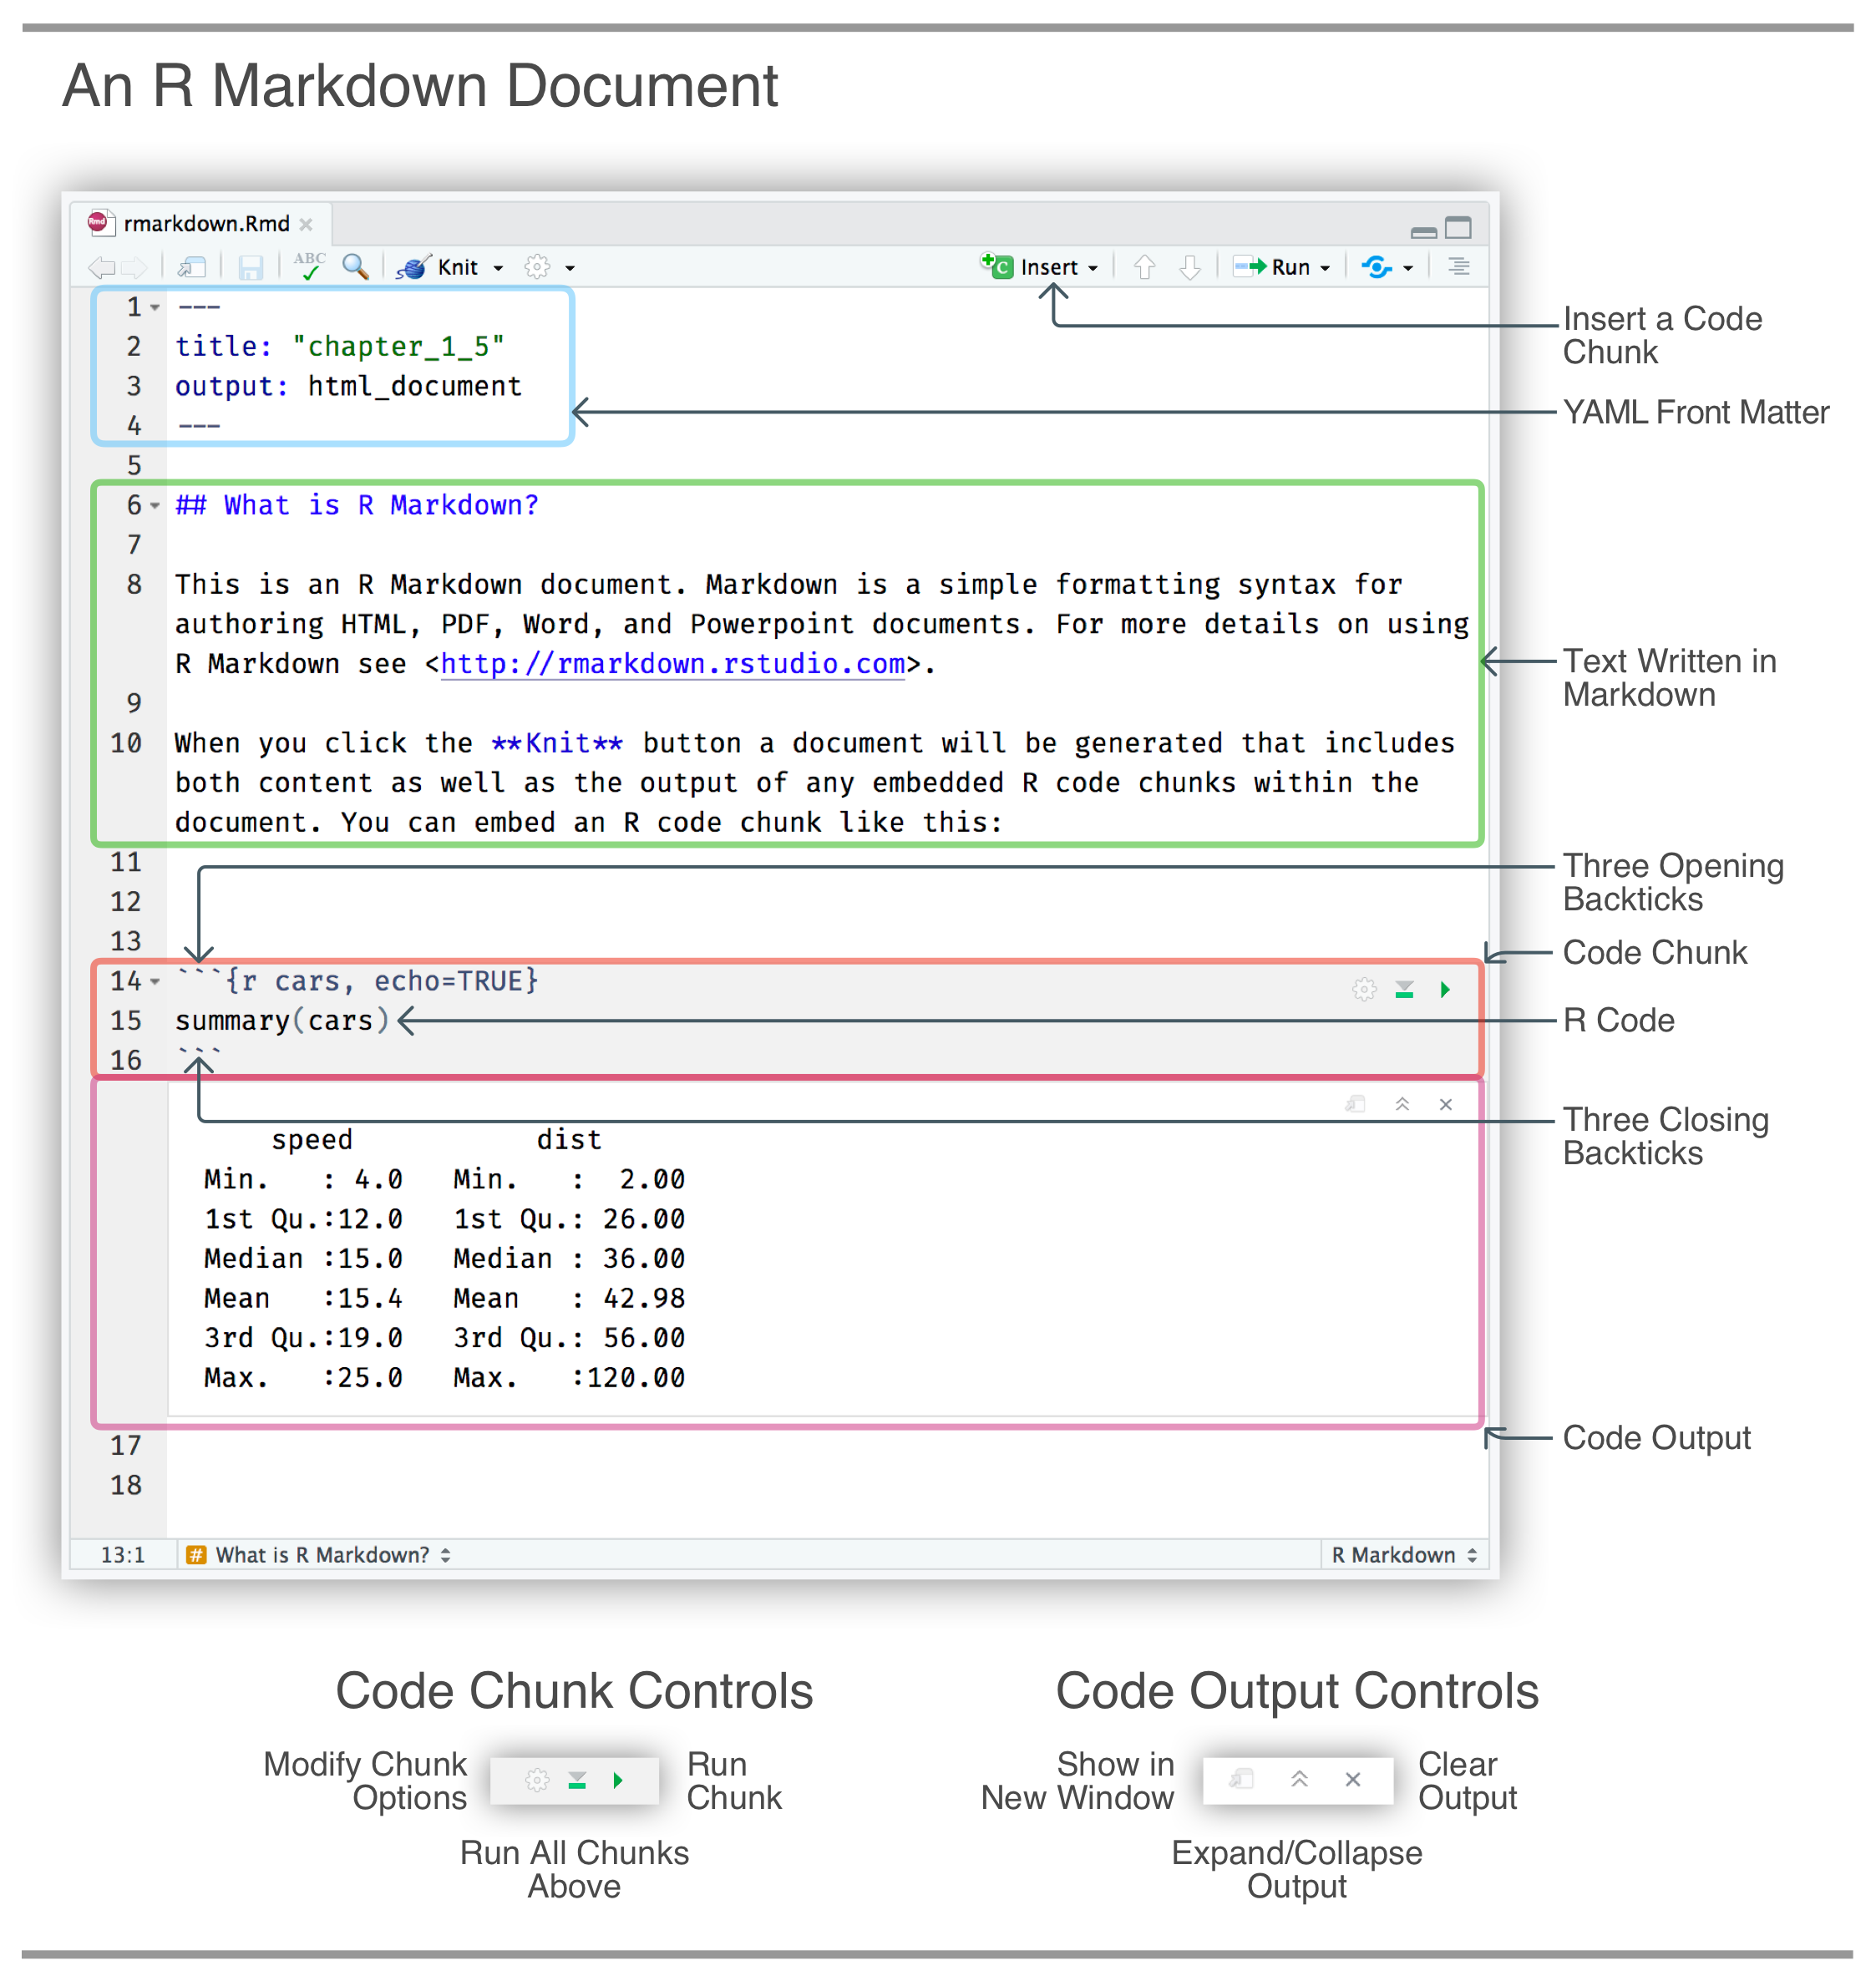 An R Markdown Document
Rmd rmarkdown.Rmd
ABC
Knit
C Insert
Run
1 ---
2 title: "chapter_1_5"
3 output: html_document
4 ---
5
6 ## What is R Markdown?
7
8 This is an R Markdown document. Markdown is a simple formatting syntax for
authoring HTML, PDF, Word, and Powerpoint documents. For more details on using
R Markdown see <http://rmarkdown.rstudio.com>.
9
10 When you click the **Knit** button a document will be generated that includes
both content as well as the output of any embedded R code chunks within the
document. You can embed an R code chunk like this:
11
12
13
14 ```{r cars, echo=TRUE}
15 summary(cars)
16 ```
speed dist
Min. : 4.0 Min. : 2.00
1st Qu.:12.0 1st Qu.: 26.00
Median :15.0 Median : 36.00
Mean :15.4 Mean : 42.98
3rd Qu.:19.0 3rd Qu.: 56.00
Max. :25.0 Max. :120.00
17
18
13:1 # What is R Markdown? R Markdown
Insert a Code
Chunk
YAML Front Matter
Text Written in
Markdown
Three Opening
Backticks
Code Chunk
R Code
Three Closing
Backticks
Code Output
Code Chunk Controls
Modify Chunk
Options
Run
Chunk
Run All Chunks
Above
Code Output Controls
Show in
New Window
Clear
Output
Expand/Collapse
Output